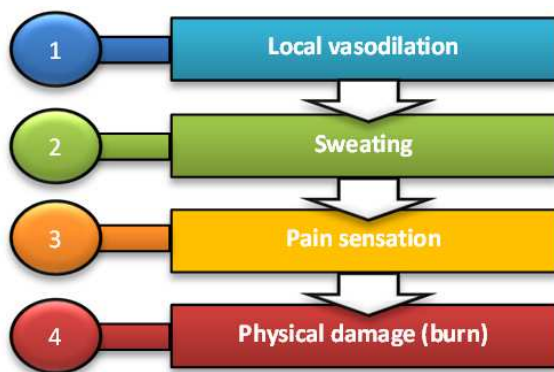 1 Local vasodilation
2 Sweating
3 Pain sensation
4 Physical damage (burn)